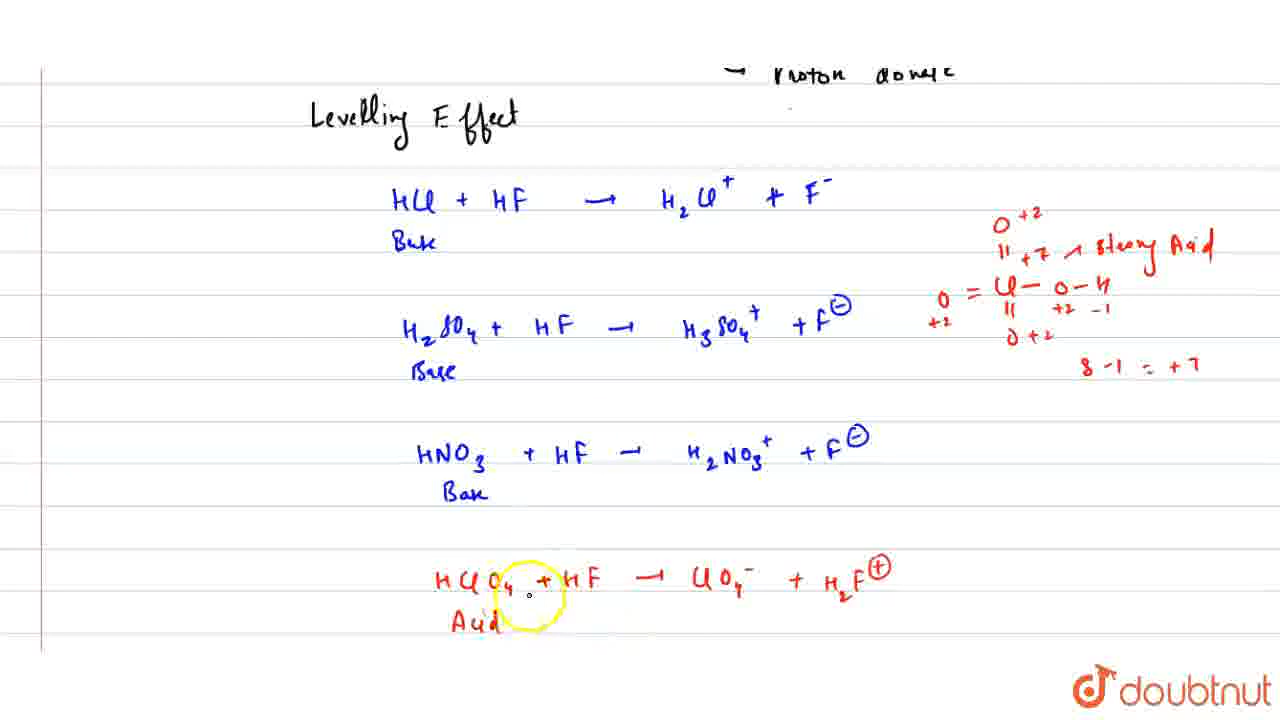 → Proton
Levelling Effect
HCl + HF → H₂Cl⁺ + F⁻
Base
O +2
|| +7 → Strong Acid
O = Cl − O − H
+2 || +2 -1
O +2
8 - 1 = +7
H₂SO₄ + HF → H₃SO₄⁺ + F⊖
Base
HNO₃ + HF → H₂NO₃⁺ + F⊖
Base
HClO₄ + HF → ClO₄⁻ + H₂F⊕
Acid
doubtnut